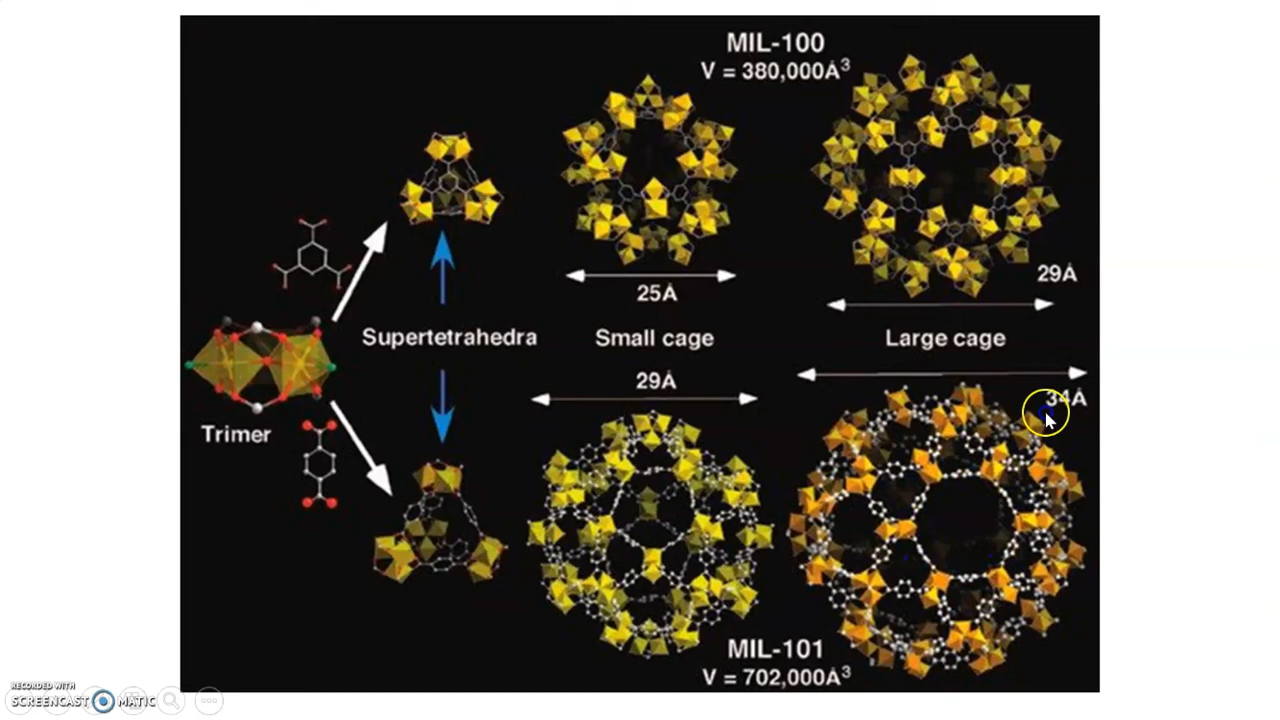 MIL-100
V = 380,000Å3
25Å
29Å
Supertetrahedra
Small cage
Large cage
29Å
34Å
Trimer
MIL-101
V = 702,000Å3
RECORDED WITH
SCREENCAST MATIC